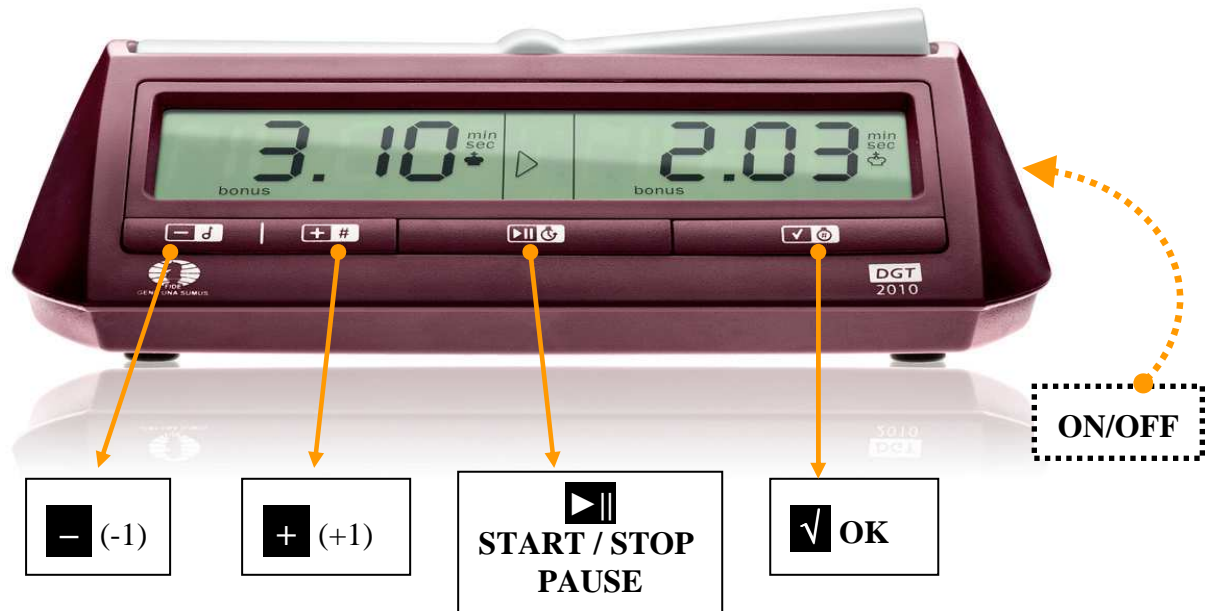 3.10 min sec bonus
2.03 min sec bonus
- +
#
FIDE
GENS UNA SUMUS
DGT
2010
ON/OFF
– (-1)
+ (+1)
►||
START / STOP
PAUSE
√ OK